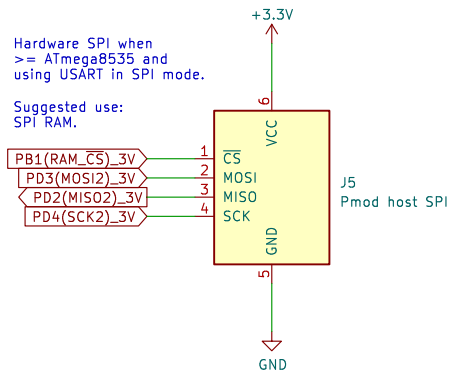 +3.3V
Hardware SPI when
>= ATmega8535 and
using USART in SPI mode.
Suggested use:
SPI RAM.
6
VCC
PB1(RAM_C̅S̅)_3V 1 C̅S̅
PD3(MOSI2)_3V 2 MOSI
PD2(MISO2)_3V 3 MISO
PD4(SCK2)_3V 4 SCK
J5
Pmod host SPI
GND
5
GND